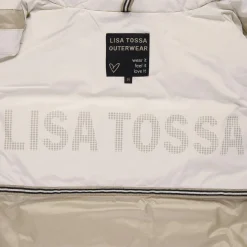 LISA TOSSA
OUTERWEAR
wear it
feel it
love it
LISA TOSSA